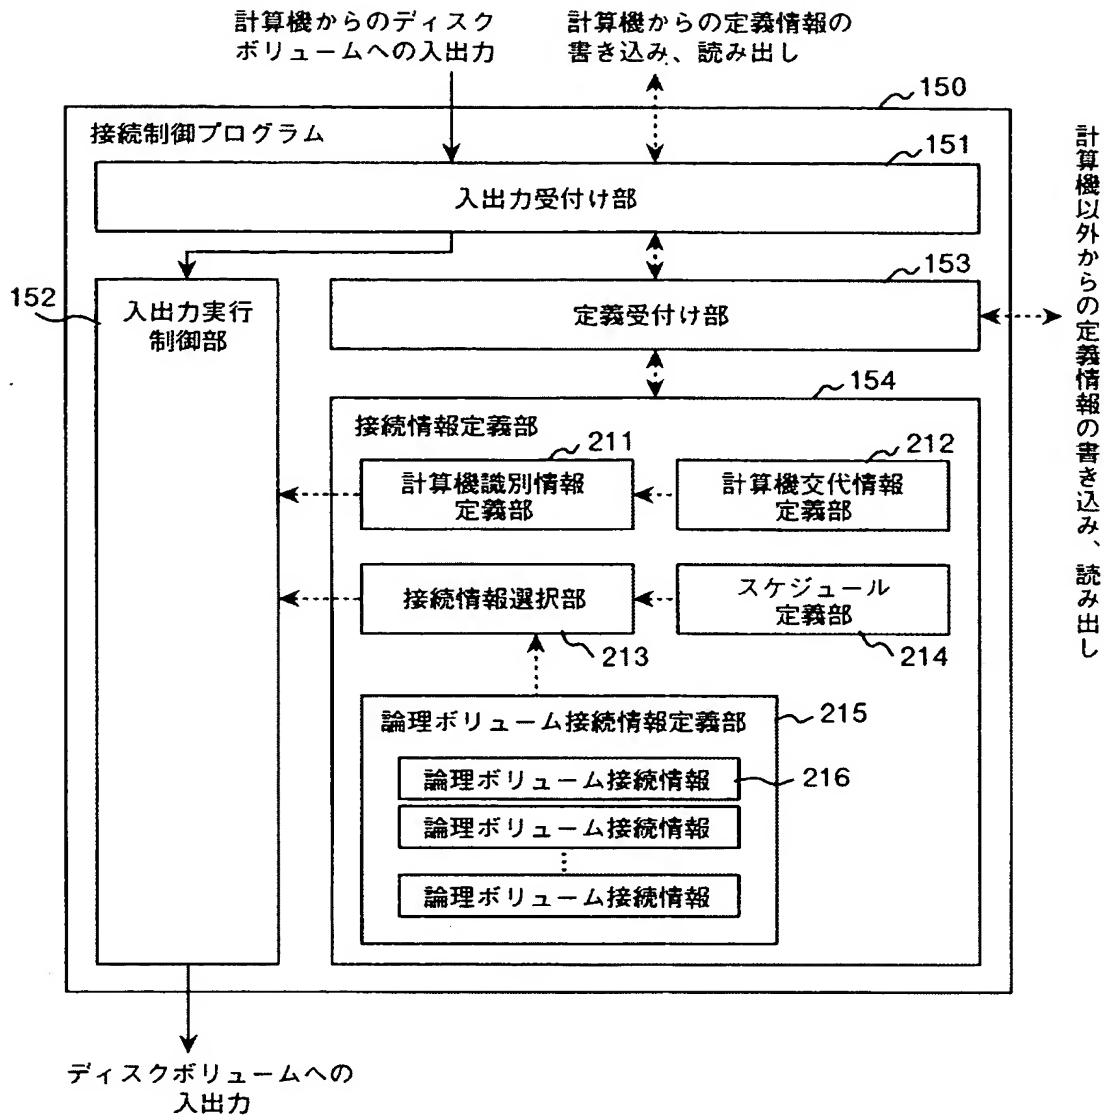 計算機からのディスク
ボリュームへの入出力
計算機からの定義情報の
書き込み、読み出し
150
接続制御プログラム
151
入出力受付け部
153
定義受付け部
152
入出力実行
制御部
計算機以外からの定義情報の書き込み、読み出し
154
接続情報定義部
211
計算機識別情報
定義部
212
計算機交代情報
定義部
接続情報選択部
213
スケジュール
定義部
214
論理ボリューム接続情報定義部
215
論理ボリューム接続情報
216
論理ボリューム接続情報
論理ボリューム接続情報
ディスクボリュームへの
入出力